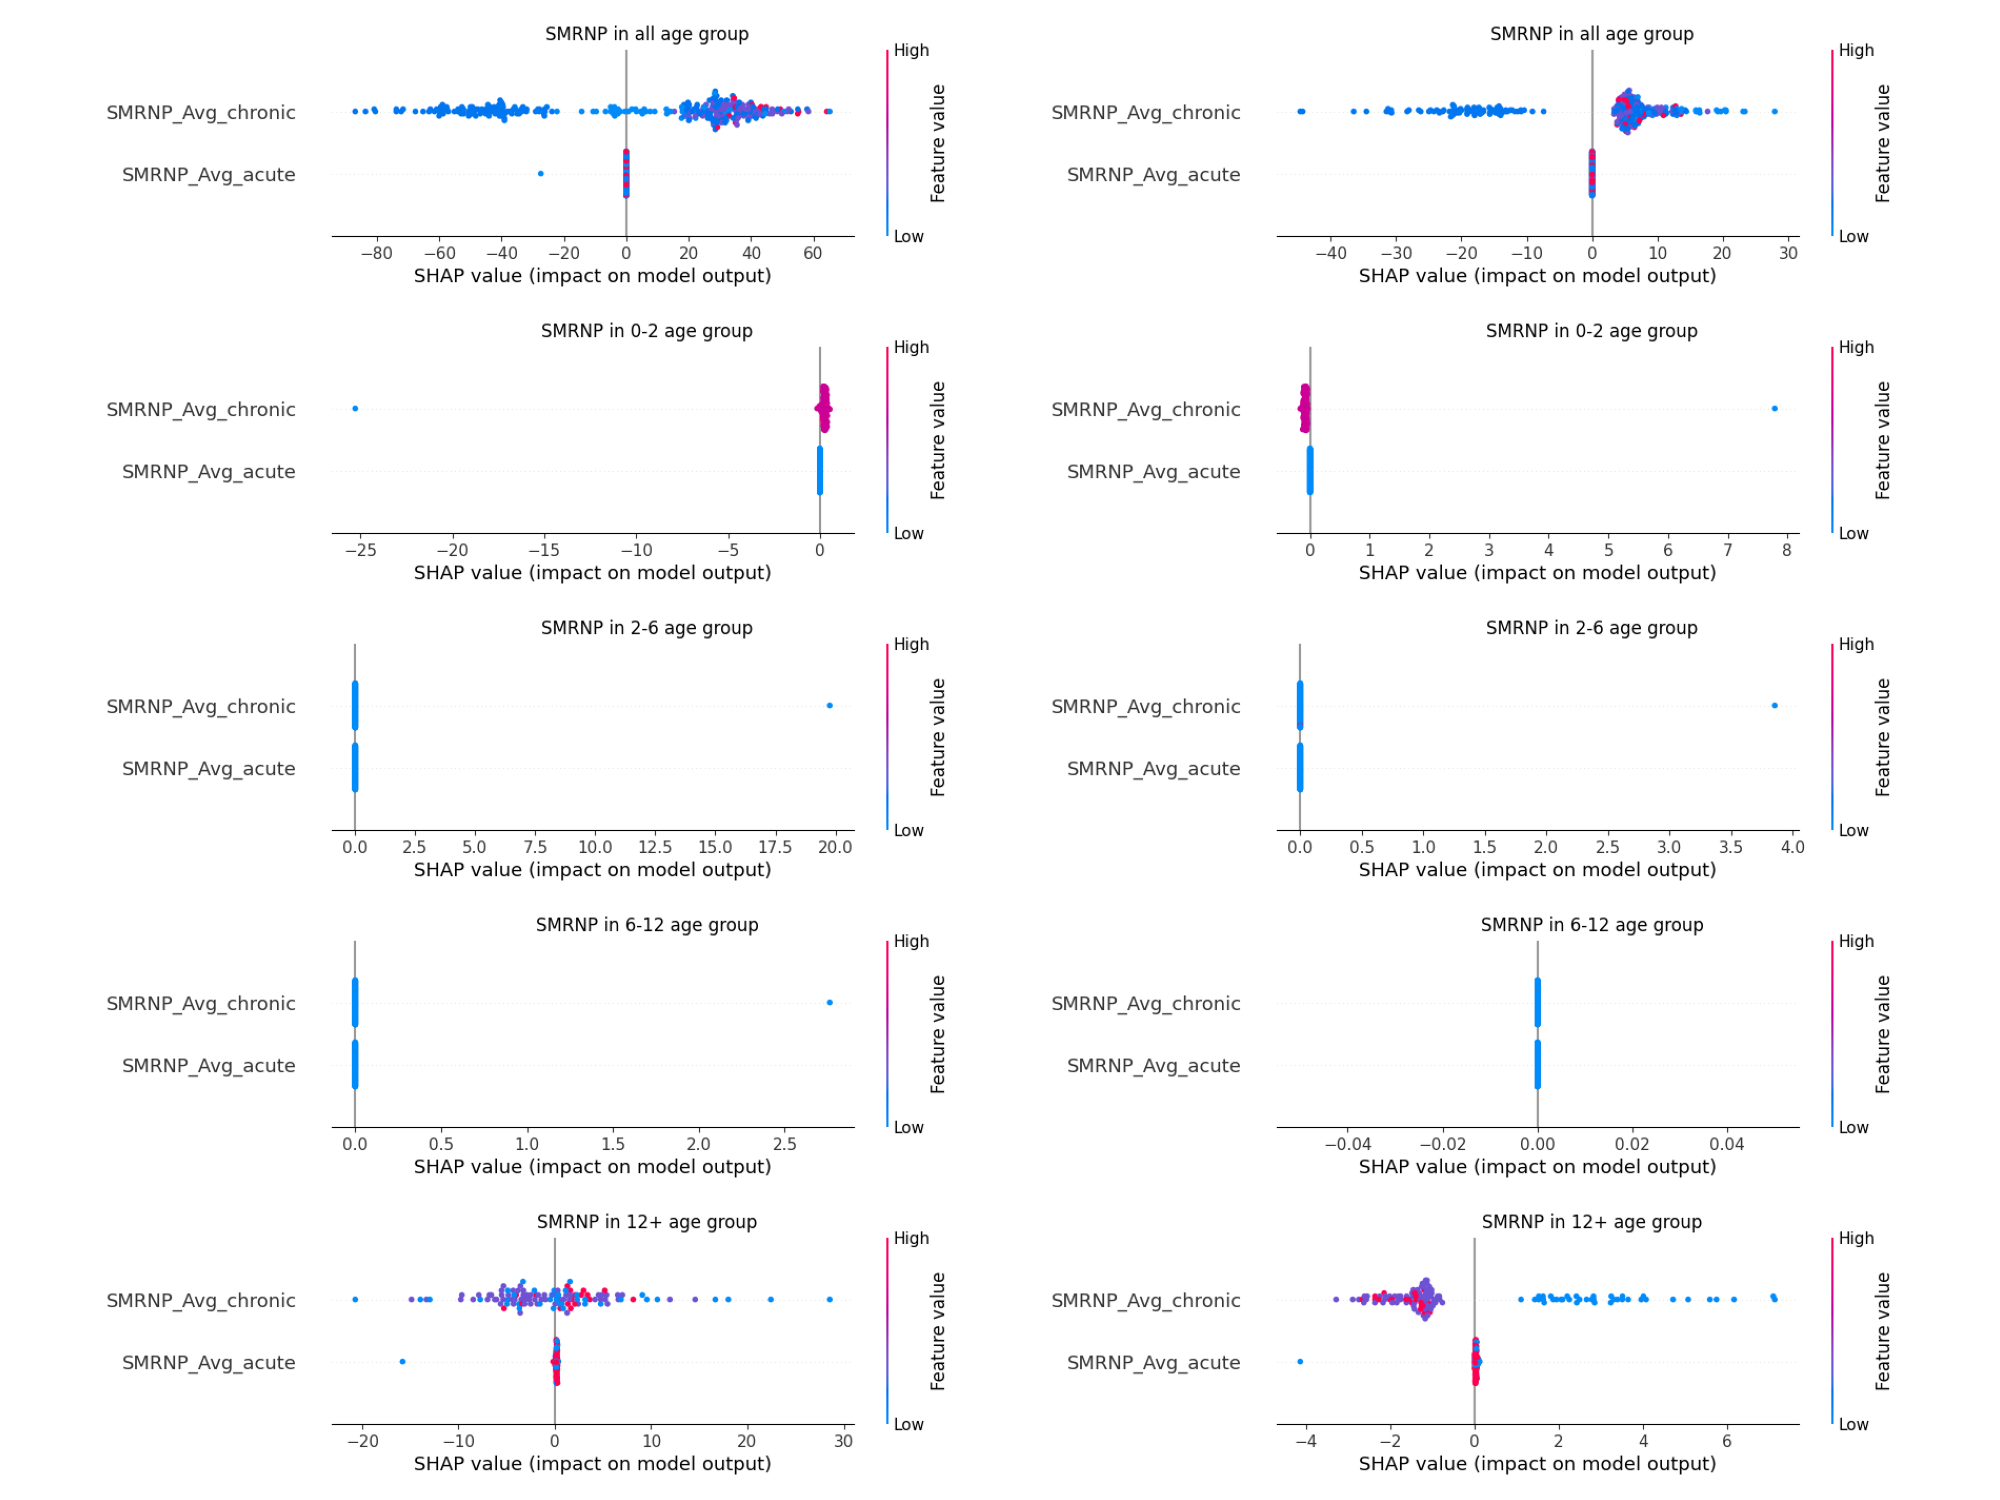 SMRNP in all age group
High
SMRNP_Avg_chronic
SMRNP_Avg_acute
Feature value
Low
−80 −60 −40 −20 0 20 40 60
SHAP value (impact on model output)
SMRNP in all age group
High
SMRNP_Avg_chronic
SMRNP_Avg_acute
Feature value
Low
−40 −30 −20 −10 0 10 20 30
SHAP value (impact on model output)
SMRNP in 0-2 age group
High
SMRNP_Avg_chronic
SMRNP_Avg_acute
Feature value
Low
−25 −20 −15 −10 −5 0
SHAP value (impact on model output)
SMRNP in 0-2 age group
High
SMRNP_Avg_chronic
SMRNP_Avg_acute
Feature value
Low
0 1 2 3 4 5 6 7 8
SHAP value (impact on model output)
SMRNP in 2-6 age group
High
SMRNP_Avg_chronic
SMRNP_Avg_acute
Feature value
Low
0.0 2.5 5.0 7.5 10.0 12.5 15.0 17.5 20.0
SHAP value (impact on model output)
SMRNP in 2-6 age group
High
SMRNP_Avg_chronic
SMRNP_Avg_acute
Feature value
Low
0.0 0.5 1.0 1.5 2.0 2.5 3.0 3.5 4.0
SHAP value (impact on model output)
SMRNP in 6-12 age group
High
SMRNP_Avg_chronic
SMRNP_Avg_acute
Feature value
Low
0.0 0.5 1.0 1.5 2.0 2.5
SHAP value (impact on model output)
SMRNP in 6-12 age group
High
SMRNP_Avg_chronic
SMRNP_Avg_acute
Feature value
Low
−0.04 −0.02 0.00 0.02 0.04
SHAP value (impact on model output)
SMRNP in 12+ age group
High
SMRNP_Avg_chronic
SMRNP_Avg_acute
Feature value
Low
−20 −10 0 10 20 30
SHAP value (impact on model output)
SMRNP in 12+ age group
High
SMRNP_Avg_chronic
SMRNP_Avg_acute
Feature value
Low
−4 −2 0 2 4 6
SHAP value (impact on model output)